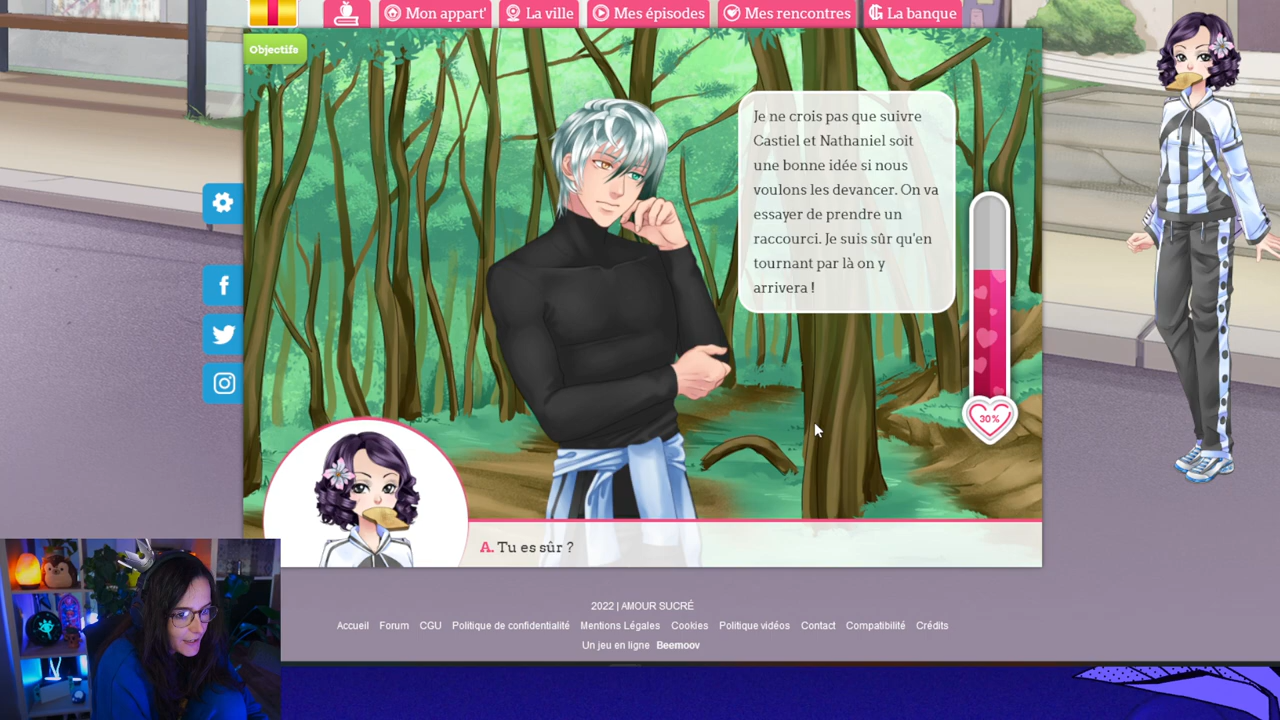 Mon appart'
La ville
Mes épisodes
Mes rencontres
La banque
Objectifs
Je ne crois pas que suivre
Castiel et Nathaniel soit
une bonne idée si nous
voulons les devancer. On va
essayer de prendre un
raccourci. Je suis sûr qu'en
tournant par là on y
arrivera !
30%
A. Tu es sûr ?
2022 | AMOUR SUCRÉ
Accueil Forum CGU Politique de confidentialité Mentions Légales Cookies Politique vidéos Contact Compatibilité Crédits
Un jeu en ligne Beemoov